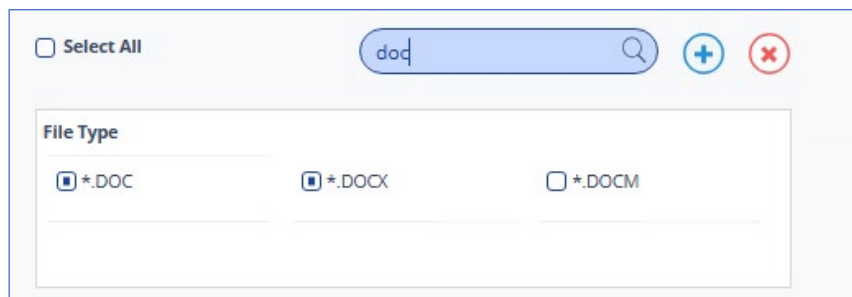 Select All
doc
File Type
*.DOC
*.DOCX
*.DOCM